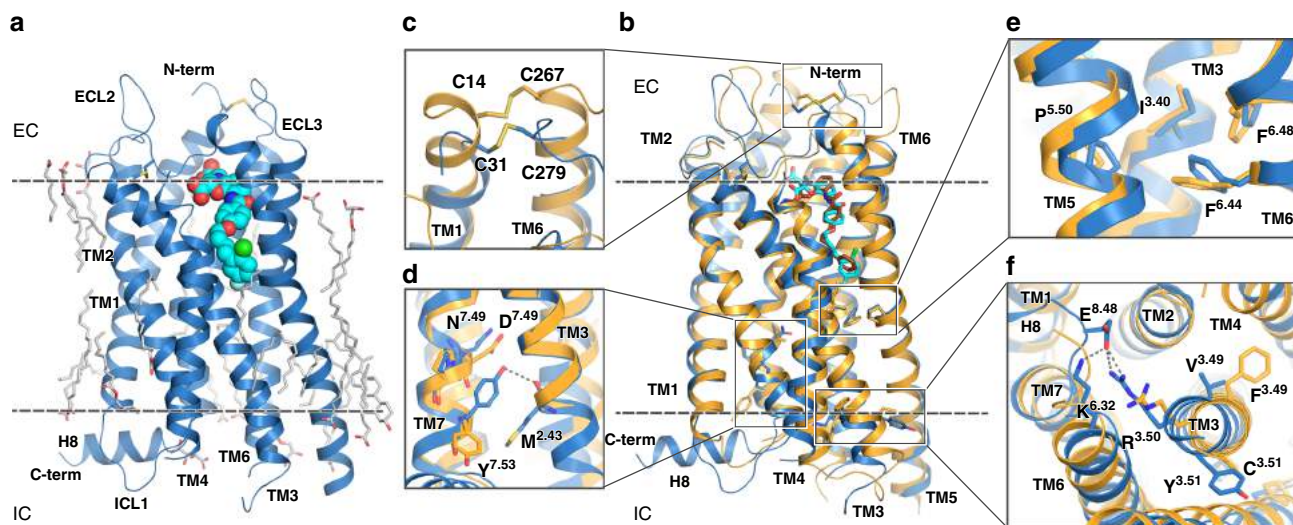 a
N-term
ECL2
EC
ECL3
TM2
TM1
H8
C-term
TM6
TM4
ICL1
TM3
IC
c
C14
C267
C31
C279
TM1
TM6
d
N7.49
D7.49
TM3
TM7
M2.43
Y7.53
b
N-term
EC
TM2
TM6
TM1
C-term
H8
TM4
TM3
TM5
IC
e
TM3
P5.50
I3.40
F6.48
TM5
F6.44
TM6
f
TM1
E8.48
H8
TM2
TM4
V3.49
TM7
F3.49
K6.32
TM3
R3.50
TM6
C3.51
Y3.51